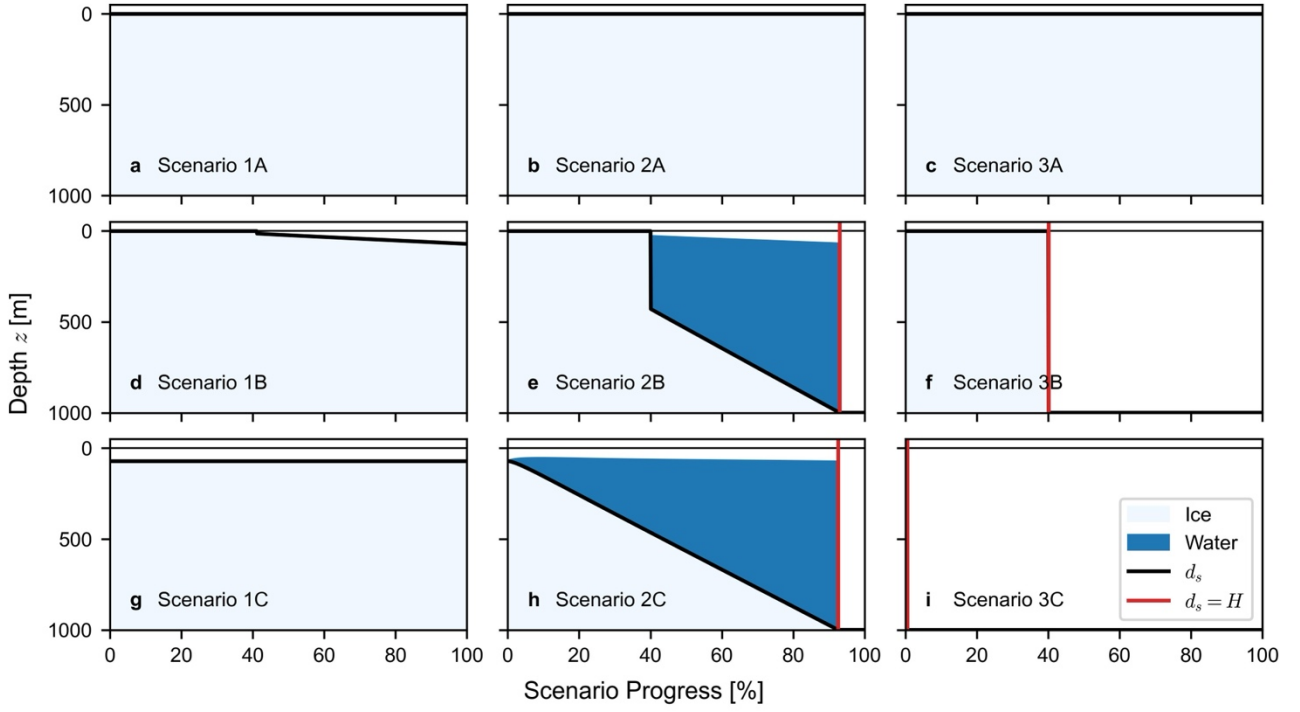 0
500
1000
a Scenario 1A
b Scenario 2A
c Scenario 3A
0
500
1000
d Scenario 1B
e Scenario 2B
f Scenario 3B
0
500
1000
g Scenario 1C
h Scenario 2C
i Scenario 3C
Ice
Water
d_s
d_s = H
0 20 40 60 80 100
0 20 40 60 80 100
0 20 40 60 80 100
Depth z [m]
Scenario Progress [%]